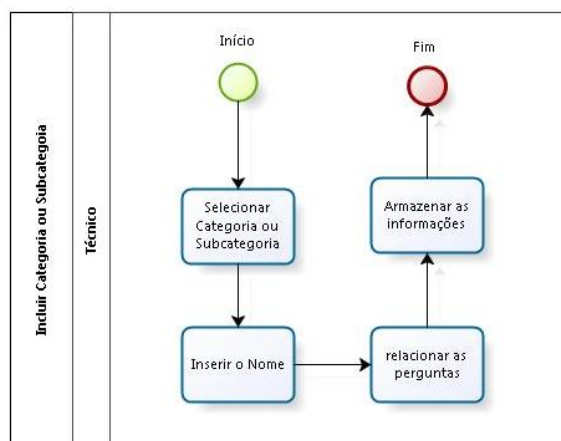 Incluir Categoria ou Subcategoia
Técnico
Início
Fim
Selecionar
Categoria ou
Subcategoria
Armazenar as
informações
Inserir o Nome
relacionar as
perguntas